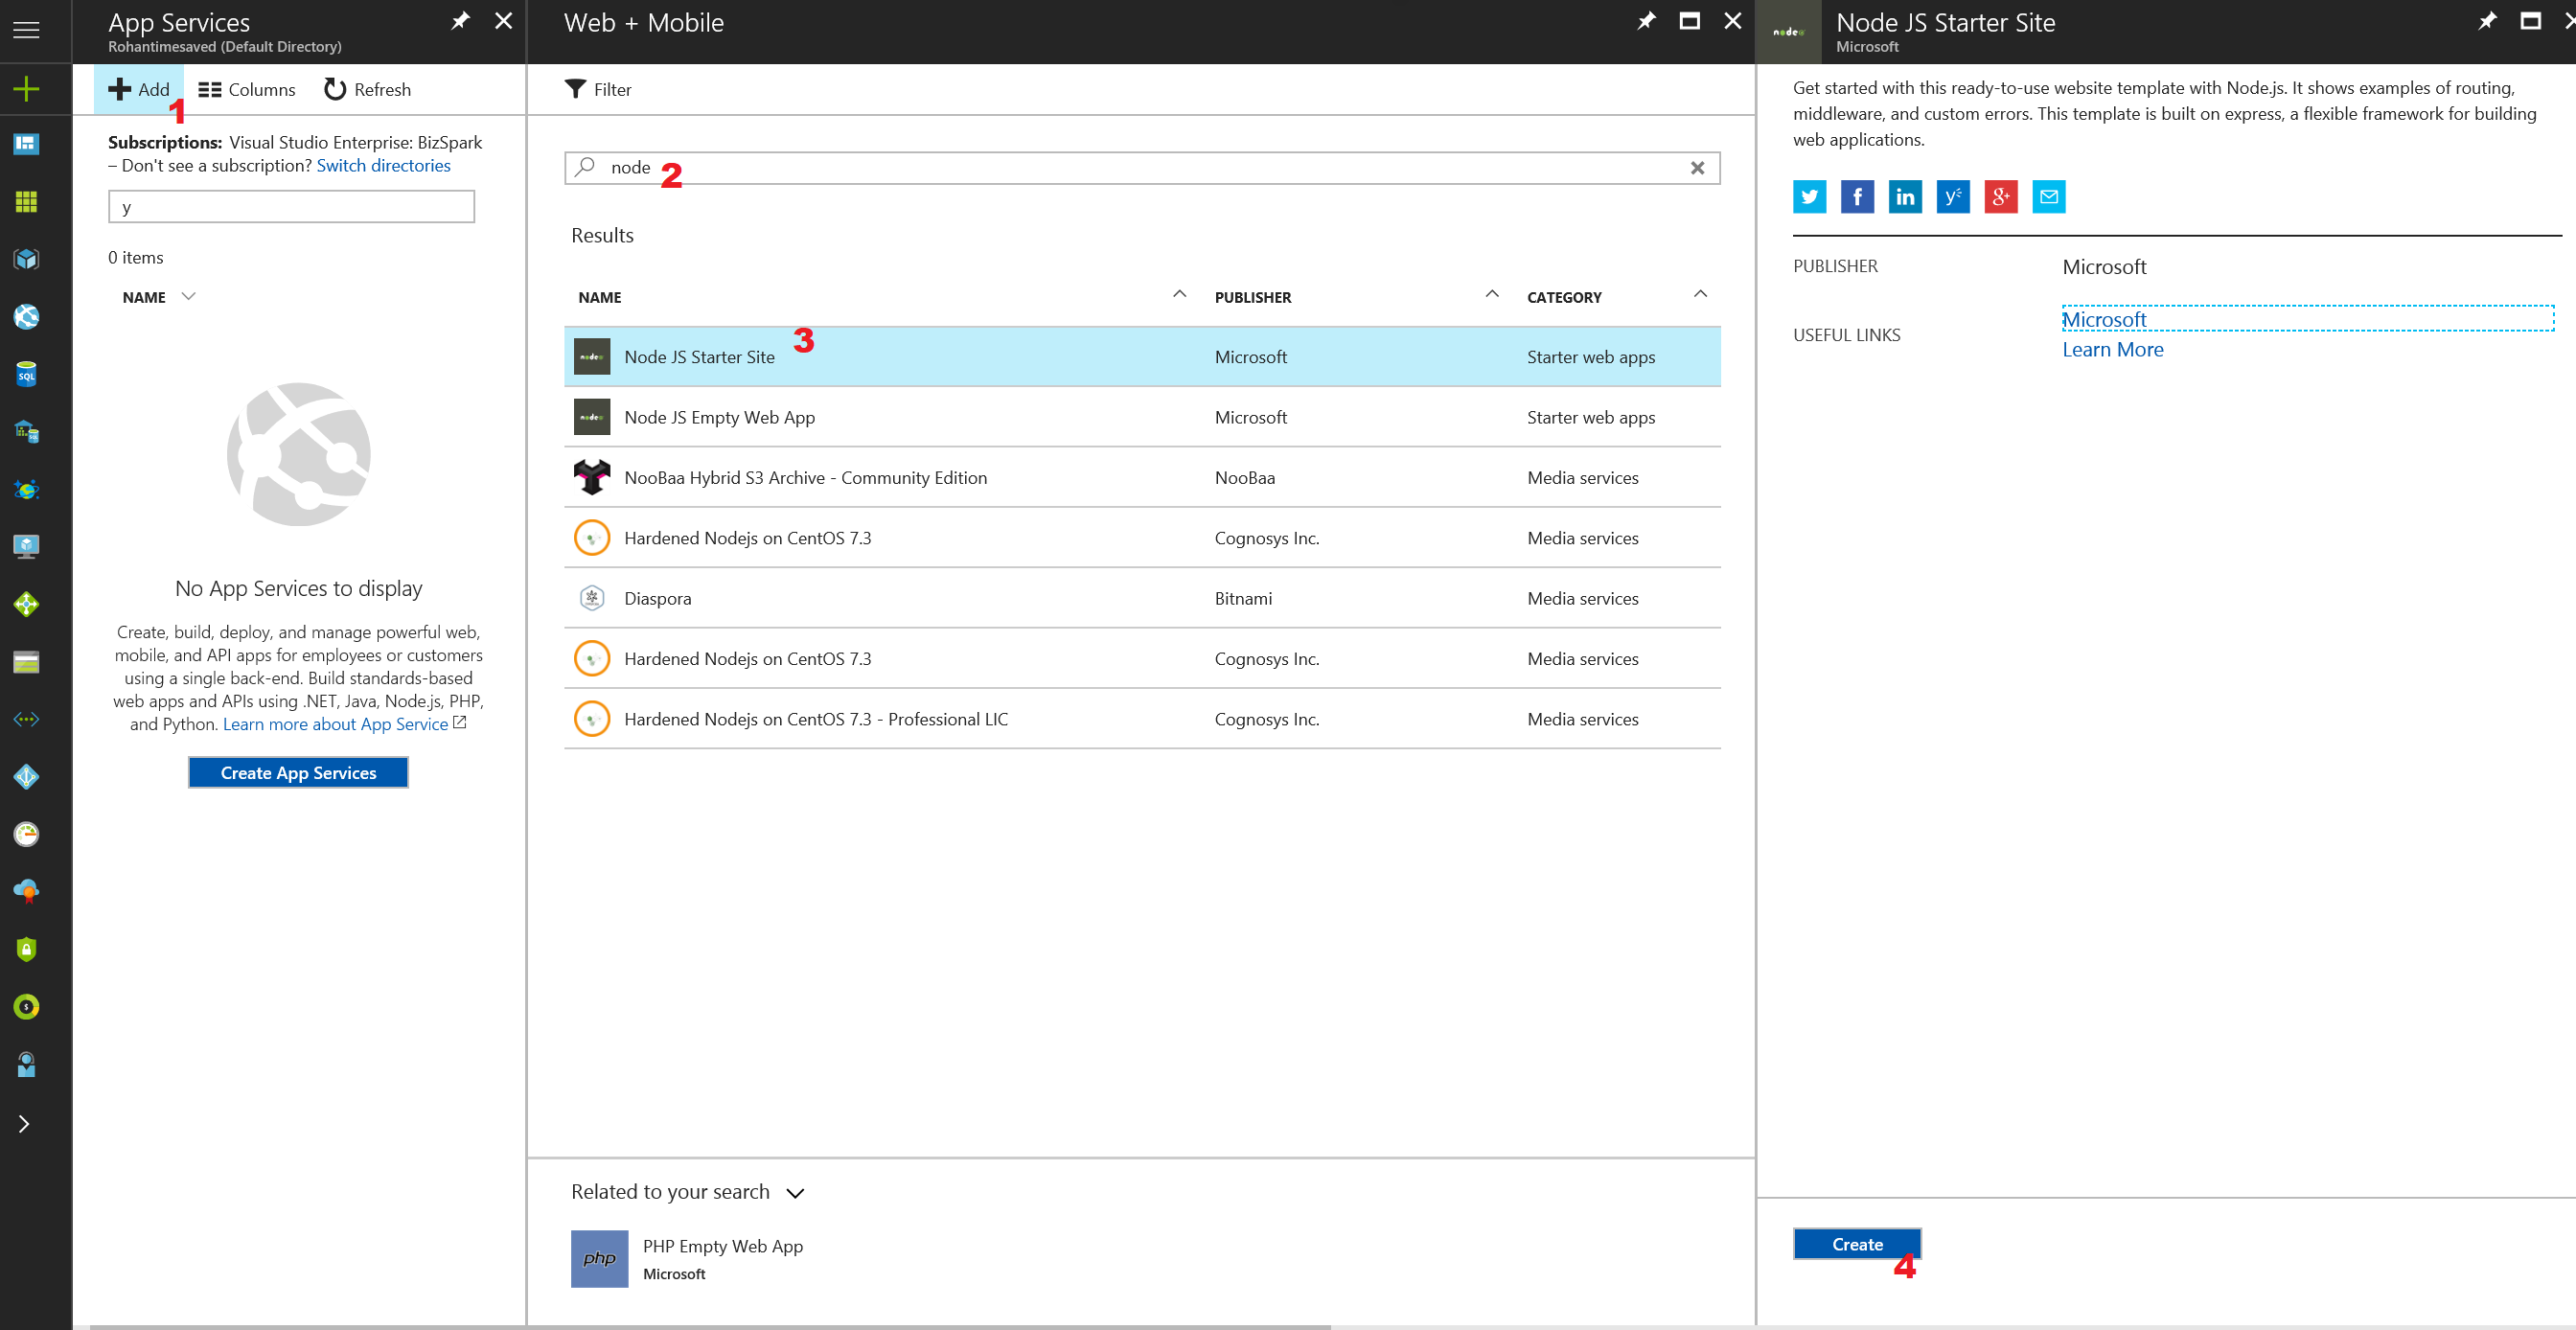 App Services
Rohantimesaved (Default Directory)
Add
Columns
Refresh
1
Subscriptions: Visual Studio Enterprise: BizSpark
– Don't see a subscription? Switch directories
y
0 items
NAME
SQL
SQL
No App Services to display
Create, build, deploy, and manage powerful web,
mobile, and API apps for employees or customers
using a single back-end. Build standards-based
web apps and APIs using .NET, Java, Node.js, PHP,
and Python. Learn more about App Service
Create App Services
Web + Mobile
Filter
node
2
Results
NAME PUBLISHER CATEGORY
3
node Node JS Starter Site Microsoft Starter web apps
node Node JS Empty Web App Microsoft Starter web apps
NooBaa Hybrid S3 Archive - Community Edition NooBaa Media services
Hardened Nodejs on CentOS 7.3 Cognosys Inc. Media services
Diaspora Bitnami Media services
Hardened Nodejs on CentOS 7.3 Cognosys Inc. Media services
Hardened Nodejs on CentOS 7.3 - Professional LIC Cognosys Inc. Media services
Related to your search
php
PHP Empty Web App
Microsoft
node
Node JS Starter Site
Microsoft
Get started with this ready-to-use website template with Node.js. It shows examples of routing,
middleware, and custom errors. This template is built on express, a flexible framework for building
web applications.
f in y g+
PUBLISHER Microsoft
USEFUL LINKS
Microsoft
Learn More
Create
4